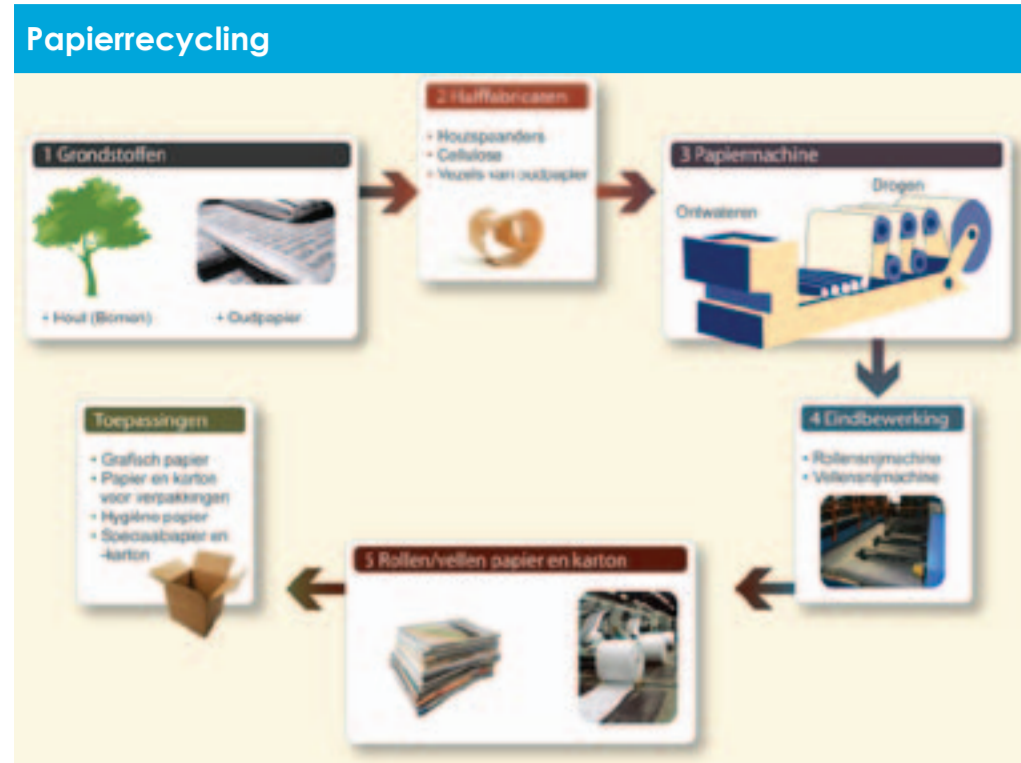 Papierrecycling
1 Grondstoffen
+ Hout (Bomen)
+ Oudpapier
2 Halffabricaten
• Houtspaanders
• Cellulose
• Vezels van oudpapier
3 Papiermachine
Ontwateren
Drogen
4 Eindbewerking
• Rollensnijmachine
• Vellensnijmachine
5 Rollen/vellen papier en karton
Toepassingen
• Grafisch papier
• Papier en karton
voor verpakkingen
• Hygiëne papier
• Speciaalpapier en
-karton